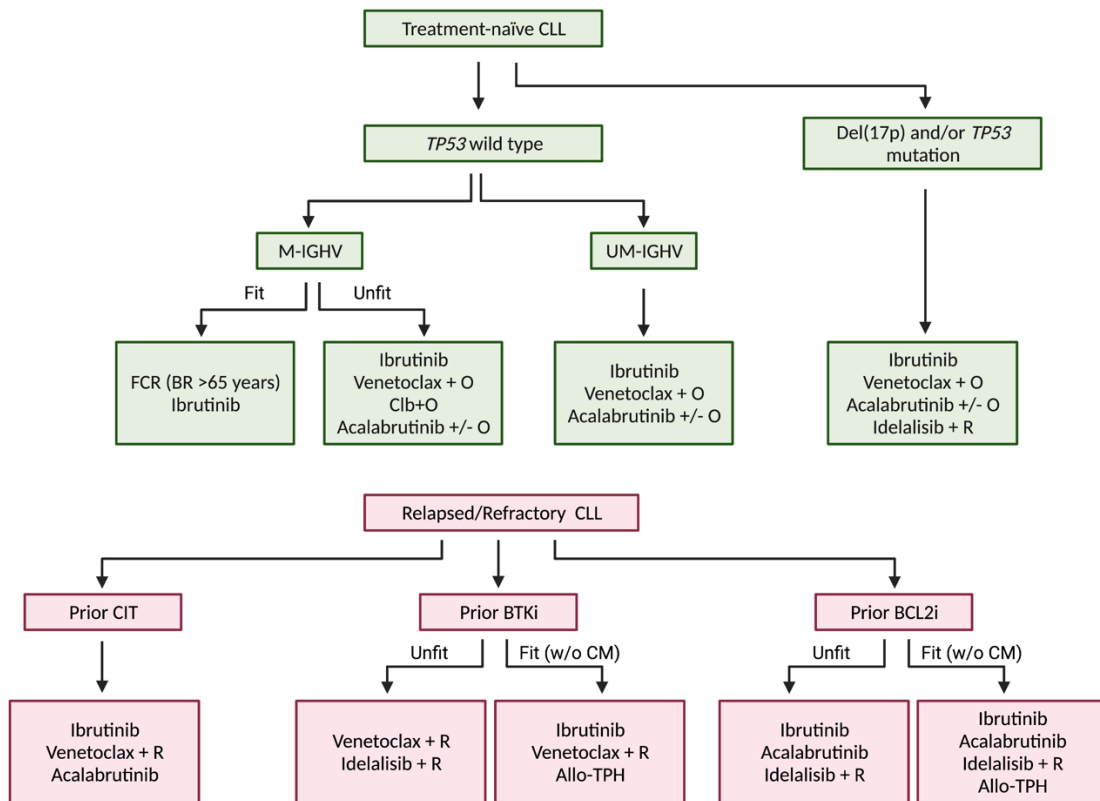 Treatment-naïve CLL
TP53 wild type
Del(17p) and/or TP53
mutation
M-IGHV
UM-IGHV
Fit
Unfit
FCR (BR >65 years)
Ibrutinib
Ibrutinib
Venetoclax + O
Clb+O
Acalabrutinib +/- O
Ibrutinib
Venetoclax + O
Acalabrutinib +/- O
Ibrutinib
Venetoclax + O
Acalabrutinib +/- O
Idelalisib + R
Relapsed/Refractory CLL
Prior CIT
Prior BTKi
Prior BCL2i
Unfit
Fit (w/o CM)
Unfit
Fit (w/o CM)
Ibrutinib
Venetoclax + R
Acalabrutinib
Venetoclax + R
Idelalisib + R
Ibrutinib
Venetoclax + R
Allo-TPH
Ibrutinib
Acalabrutinib
Idelalisib + R
Ibrutinib
Acalabrutinib
Idelalisib + R
Allo-TPH